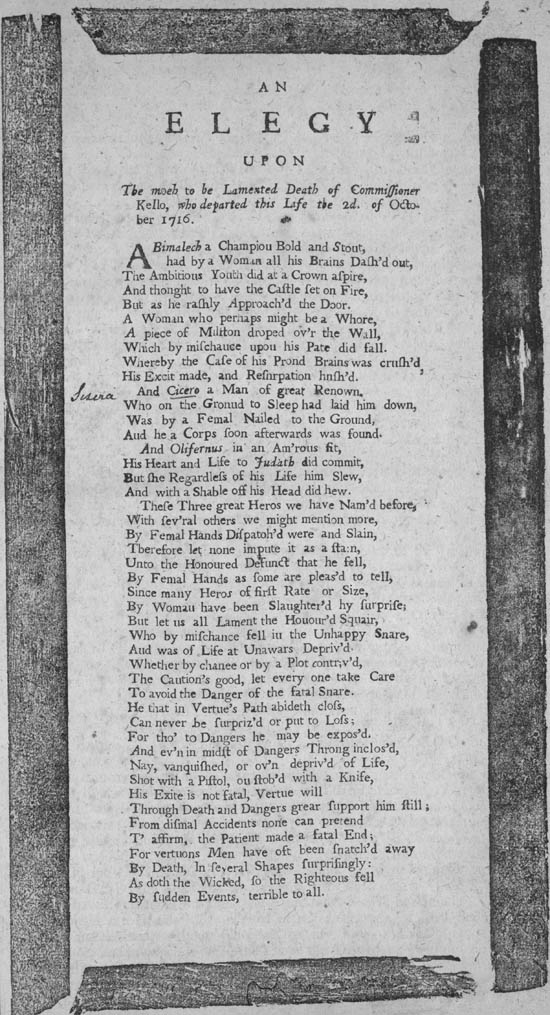 AN
ELEGY
UPON
The moeh to be Lamented Death of Commiſſioner
Keſlo, who departed this Life the 2d. of Octo-
ber 1716.
ABimalech a Champiou Bold and Stout,
had by a Woman all his Brains Daſh'd out,
The Ambitious Youth did at a Crown aſpire,
And thought to have the Caſtle ſet on Fire,
But as he raſhly Approach'd the Door.
A Woman who perhaps might be a Whore,
A piece of Milſton droped ov'r the Wall,
Which by miſchauce upou his Pate did fall.
Whereby the Caſe of his Prond Brains was cruſh'd
His Excit made, and Reſnrpation hnſh'd.
Sisera And Cicero a Man of great Renown.
Who on the Gronud to Sleep had laid him down,
Was by a Femal Nailed to the Ground,
Aud he a Corps ſoon afterwards was found.
And Oliſernus in an Am'rous fit,
His Heart and Life to Judath did commit,
But ſhe Regardleſs of his Life him Slew,
And with a Shable off his Head did hew.
Theſe Three great Heros we have Nam'd before,
With ſev'ral others we might mention more,
By Femal Hands Diſpatoh'd were and Slain,
Tberefore let none impute it as a ſtain,
Unto the Honoured Defunct that he fell,
By Femal Hands as ſome are pleas'd to tell,
Since many Heros of firſt Rate or Size,
By Womau have been Slaughter'd hy ſurpriſe;
But let us all Lament the Houour'd Squair,
Who by miſchance fell iu the Unhappy Snare,
Aud was of Life at Unawars Depriv'd.
Whether by chanee or by a Plot contriv'd,
The Caution's good, let every one take Care
To avoid the Danger of the fatal Snare.
He that in Vertue's Path abideth cloſs,
Can never be ſurpriz'd or put to Loſs;
For tho' to Dangers he may be expos'd.
And ev'n in midſt of Dangers Throng inclos'd,
Nay, vanquiſhed, or ov'n depriv'd of Life,
Shot with a Piſtol, ou ſtob'd with a Knife,
His Exite is not fatal, Vertue will
Through Death and Dangers grear ſupport him ſtill;
From diſmal Accidents none can pretend
T' affirm, the Patient made a fatal End;
For vertuons Men have oft been ſnatch'd away
By Death, In ſeveral Shapes ſurpriſingly:
As doth the Wicked, ſo the Righteous fell
By ſudden Events, terrible to all.